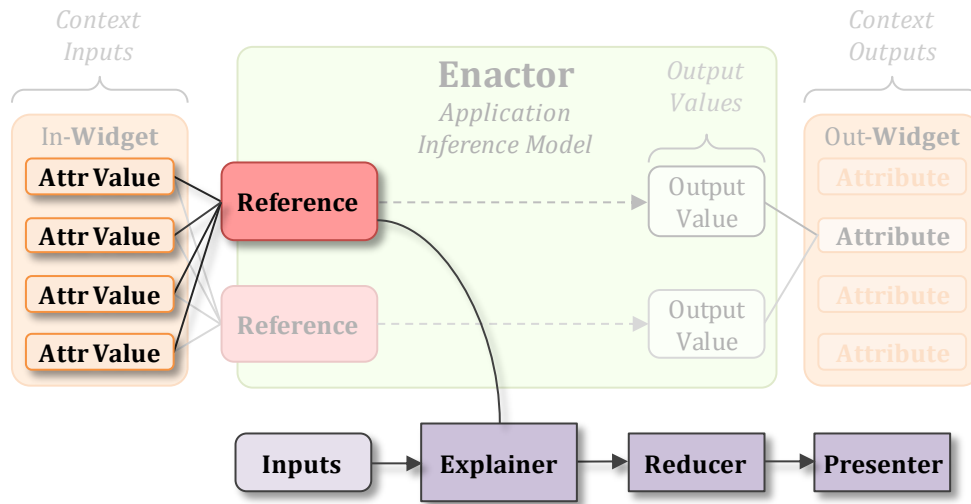 Context
Inputs
Enactor
Application
Inference Model
Output
Values
Context
Outputs
In-Widget
Attr Value
Attr Value
Attr Value
Attr Value
Reference
Reference
Output
Value
Output
Value
Out-Widget
Attribute
Attribute
Attribute
Attribute
Inputs
Explainer
Reducer
Presenter